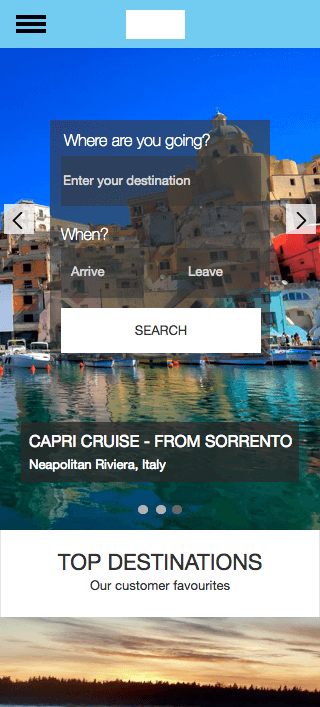 Where are you going?
Enter your destination
When?
Arrive Leave
SEARCH
CAPRI CRUISE - FROM SORRENTO
Neapolitan Riviera, Italy
TOP DESTINATIONS
Our customer favourites